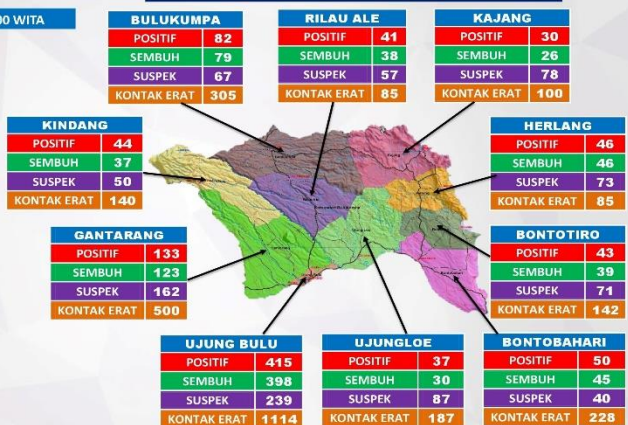 00 WITA
BULUKUMPA
POSITIF 82
SEMBUH 79
SUSPEK 67
KONTAK ERAT 305
RILAU ALE
POSITIF 41
SEMBUH 38
SUSPEK 57
KONTAK ERAT 85
KAJANG
POSITIF 30
SEMBUH 26
SUSPEK 78
KONTAK ERAT 100
KINDANG
POSITIF 44
SEMBUH 37
SUSPEK 50
KONTAK ERAT 140
HERLANG
POSITIF 46
SEMBUH 46
SUSPEK 73
KONTAK ERAT 85
GANTARANG
POSITIF 133
SEMBUH 123
SUSPEK 162
KONTAK ERAT 500
BONTOTIRO
POSITIF 43
SEMBUH 39
SUSPEK 71
KONTAK ERAT 142
UJUNG BULU
POSITIF 415
SEMBUH 398
SUSPEK 239
KONTAK ERAT 1114
UJUNGLOE
POSITIF 37
SEMBUH 30
SUSPEK 87
KONTAK ERAT 187
BONTOBAHARI
POSITIF 50
SEMBUH 45
SUSPEK 40
KONTAK ERAT 228